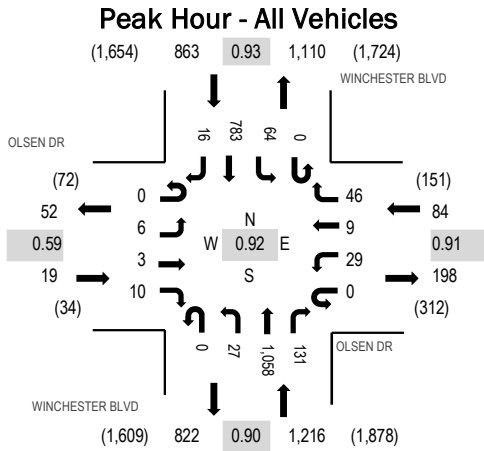 Peak Hour - All Vehicles
(1,654) 863 0.93 1,110 (1,724)
WINCHESTER BLVD
16 783 64 0
OLSEN DR
(72) (151)
0 46
52 84
6 N 9
0.59 W 0.92 E 0.91
3 S 29
19 198
10 0
(34) (312)
0 27 1,058 131
OLSEN DR
WINCHESTER BLVD
(1,609) 822 0.90 1,216 (1,878)